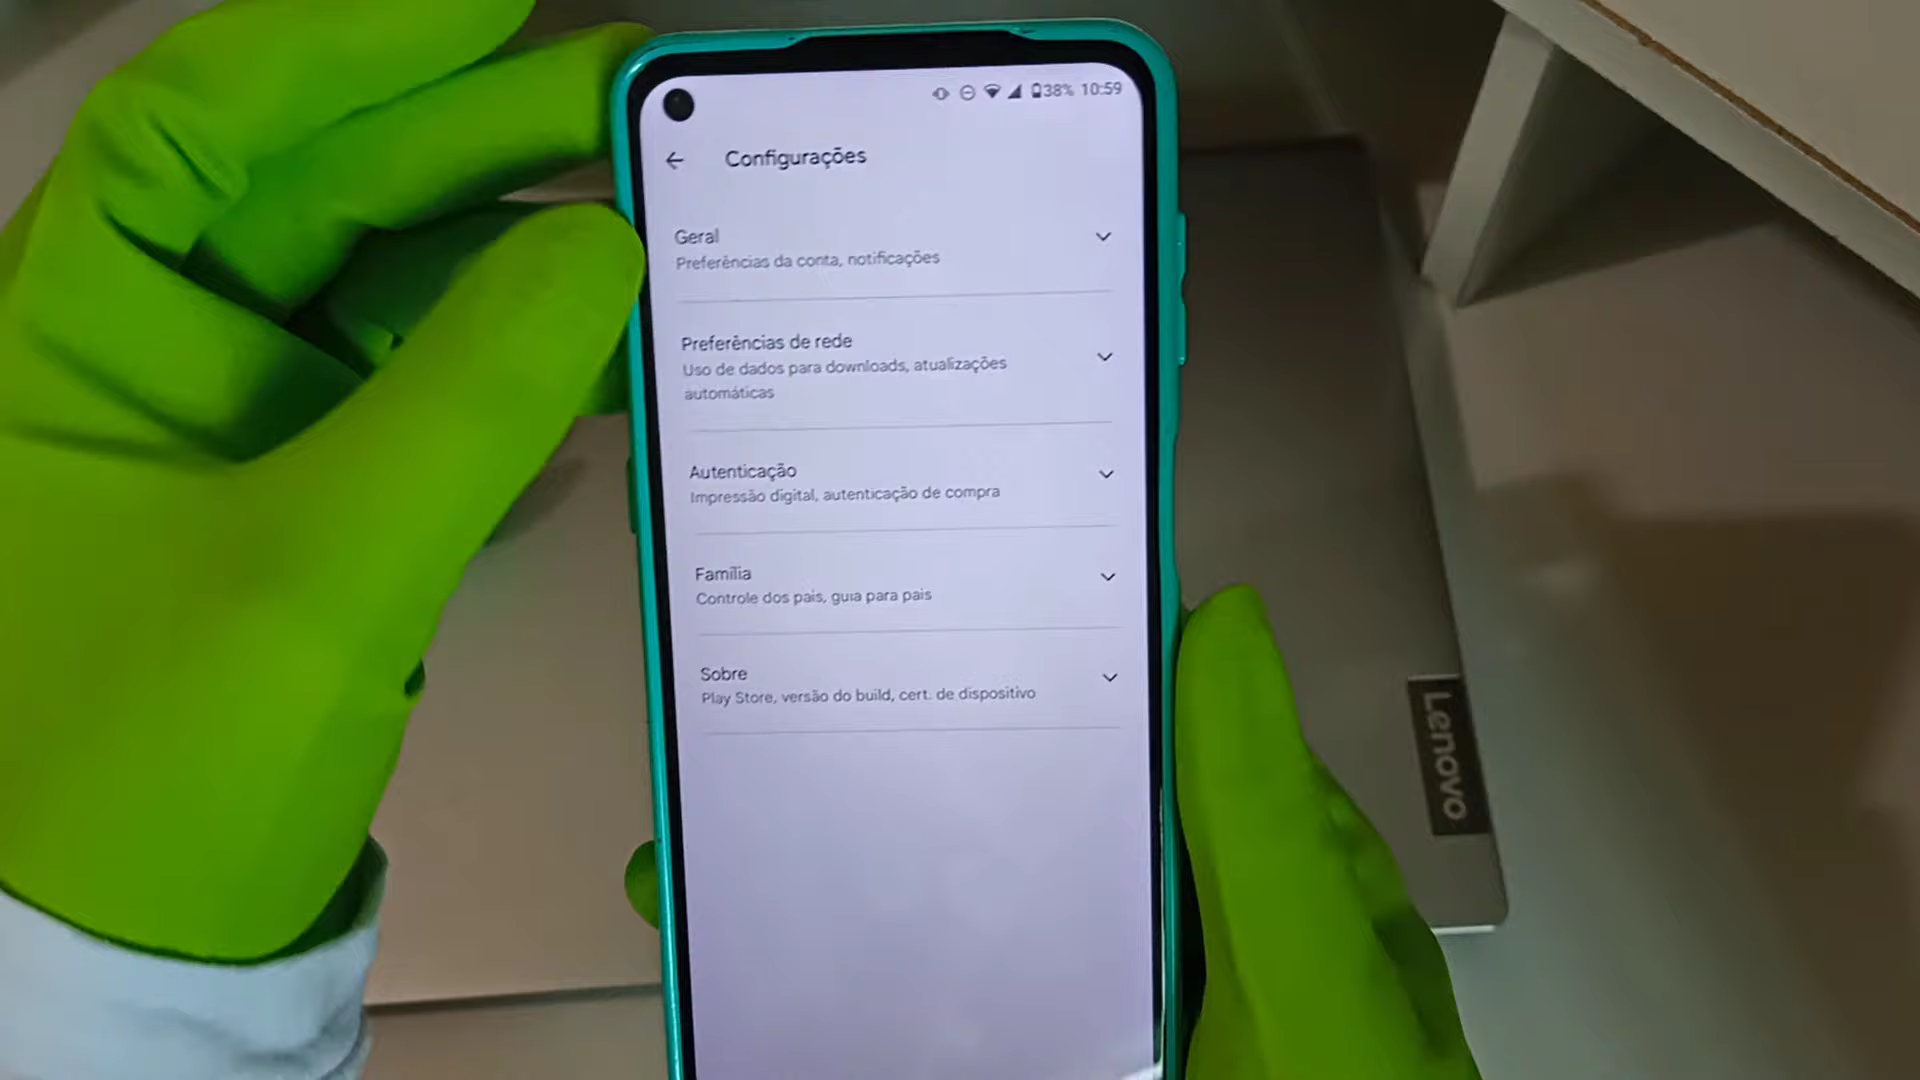 38% 10:59
Configurações
Geral
Preferências da conta, notificações
Preferências de rede
Uso de dados para downloads, atualizações
automáticas
Autenticação
Impressão digital, autenticação de compra
Família
Controle dos pais, guia para pais
Sobre
Play Store, versão do build, cert. de dispositivo
Lenovo